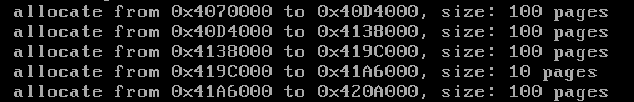 allocate from 0x4070000 to 0x40D4000, size: 100 pages
allocate from 0x40D4000 to 0x4138000, size: 100 pages
allocate from 0x4138000 to 0x419C000, size: 100 pages
allocate from 0x419C000 to 0x41A6000, size: 10 pages
allocate from 0x41A6000 to 0x420A000, size: 100 pages